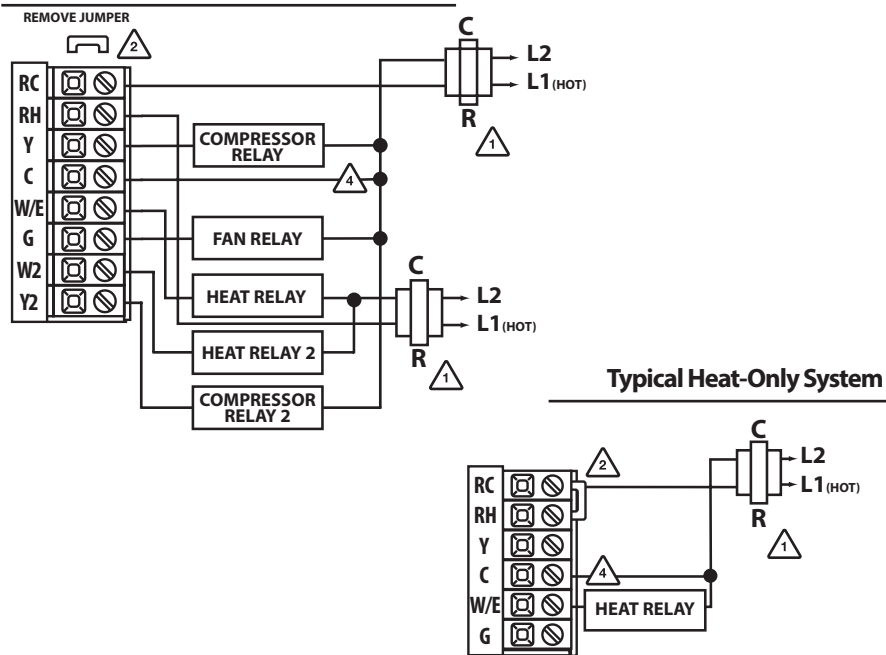 REMOVE JUMPER
2
C
L2
L1 (HOT)
R
1
RC
RH
Y
C
W/E
G
W2
Y2
COMPRESSOR
RELAY
4
FAN RELAY
HEAT RELAY
HEAT RELAY 2
COMPRESSOR
RELAY 2
C
L2
L1 (HOT)
R
1
Typical Heat-Only System
2
C
L2
L1 (HOT)
R
1
RC
RH
Y
C
W/E
G
4
HEAT RELAY